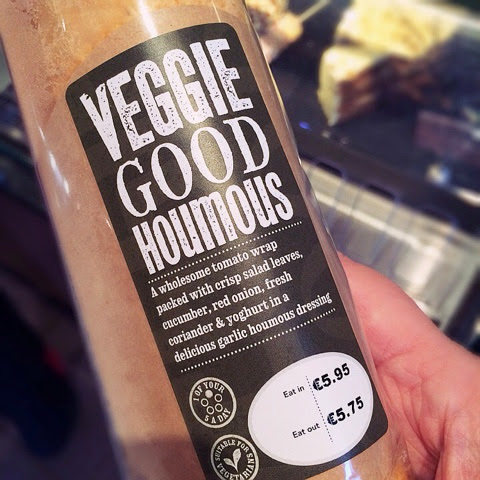 VEGGIE
GOOD
HOUMOUS
A wholesome tomato wrap
packed with crisp salad leaves,
cucumber, red onion, fresh
coriander & yoghurt in a
delicious garlic houmous dressing
1 OF YOUR
5 A DAY
SUITABLE FOR
VEGETARIANS
Eat in €5.95
Eat out €5.75